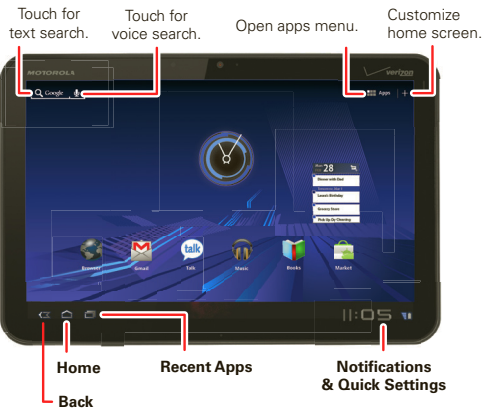 Touch for
text search.
Touch for
voice search.
Open apps menu.
Customize
home screen.
MOTOROLA
verizon
Google
Apps
28
Dinner with Dad
Laura's Birthday
Grocery Store
Pick Up Dry Cleaning
talk
Browser
Gmail
Talk
Music
Books
Market
11:05
Home
Recent Apps
Notifications
& Quick Settings
Back